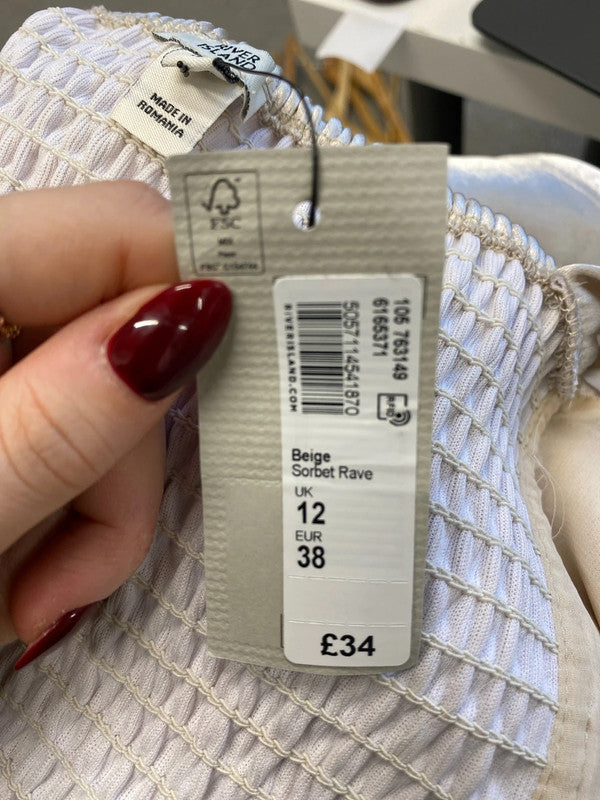 RIVER
ISLAND
MADE IN
ROMANIA
FSC
RIVERISLAND.COM
5057114541870
6165371
106 763149
RFID
Beige
Sorbet Rave
UK
12
EUR
38
£34